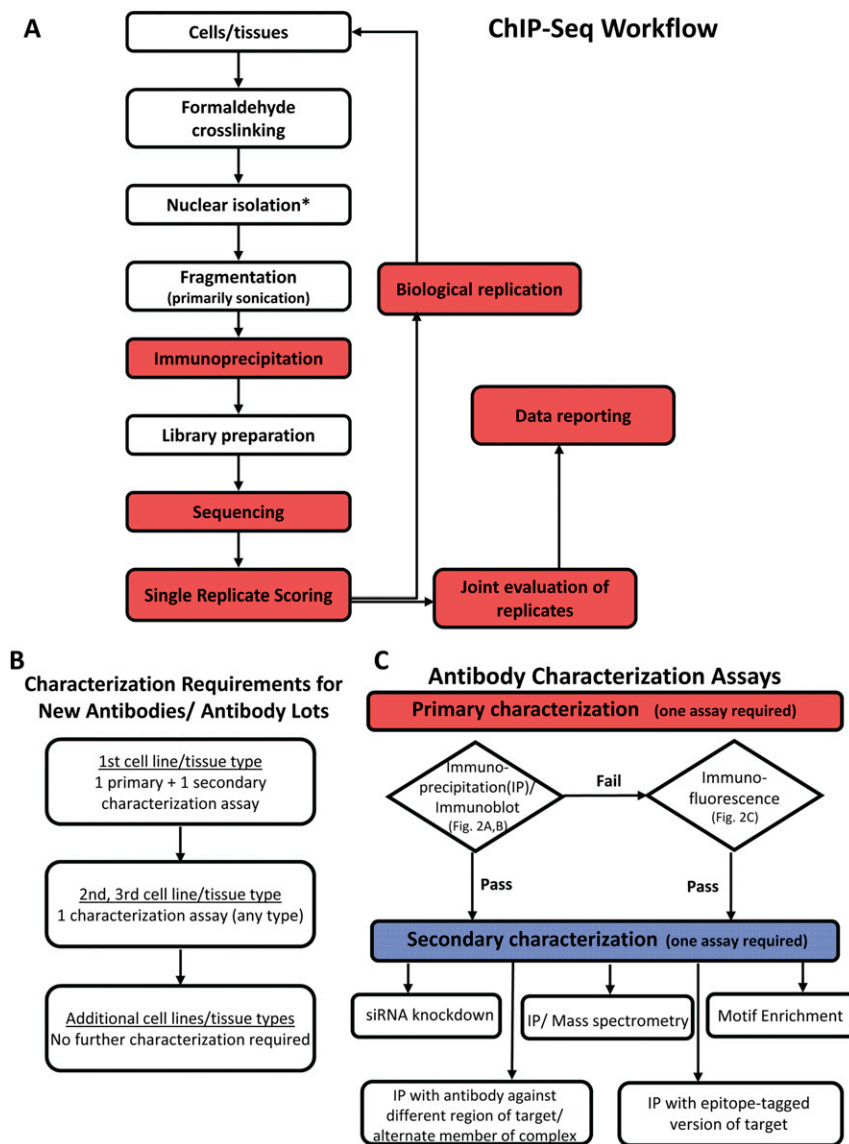 A
ChIP-Seq Workflow
Cells/tissues
Formaldehyde
crosslinking
Nuclear isolation*
Fragmentation
(primarily sonication)
Biological replication
Immunoprecipitation
Data reporting
Library preparation
Sequencing
Single Replicate Scoring
Joint evaluation of
replicates
B
Characterization Requirements for
New Antibodies/ Antibody Lots
1st cell line/tissue type
1 primary + 1 secondary
characterization assay
2nd, 3rd cell line/tissue type
1 characterization assay (any type)
Additional cell lines/tissue types
No further characterization required
C
Antibody Characterization Assays
Primary characterization (one assay required)
Immuno-
precipitation(IP)/
Immunoblot
(Fig. 2A,B)
Fail
Immuno-
fluorescence
(Fig. 2C)
Pass
Pass
Secondary characterization (one assay required)
siRNA knockdown
IP/ Mass spectrometry
Motif Enrichment
IP with antibody against
different region of target/
alternate member of complex
IP with epitope-tagged
version of target